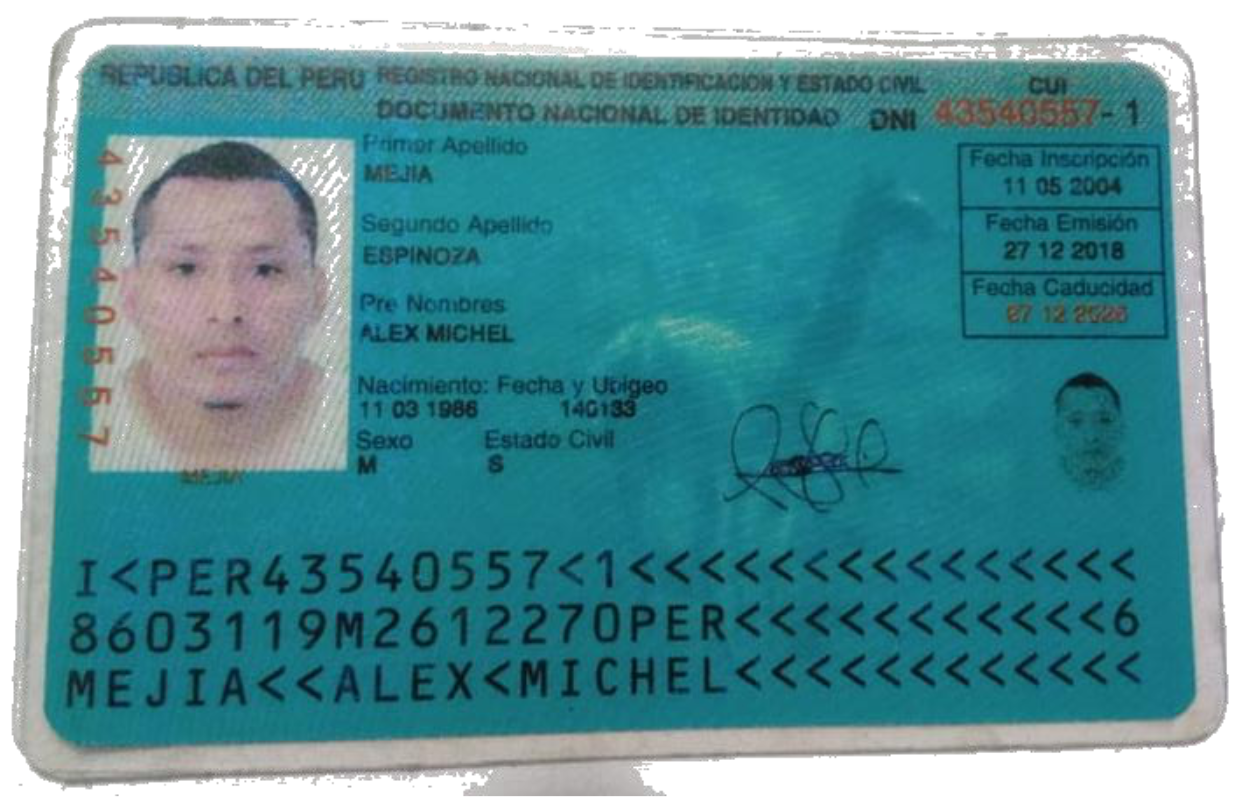 REPUBLICA DEL PERU REGISTRO NACIONAL DE IDENTIFICACION Y ESTADO CIVIL
CUI
DOCUMENTO NACIONAL DE IDENTIDAD DNI 43540557-1
43540557
Primer Apellido
MEJIA
Segundo Apellido
ESPINOZA
Pre Nombres
ALEX MICHEL
Nacimiento: Fecha y Ubigeo
11 03 1986 140133
Sexo Estado Civil
M S
Fecha Inscripción
11 05 2004
Fecha Emisión
27 12 2018
Fecha Caducidad
27 12 2026
MEJIA
I<PER43540557<1<<<<<<<<<<<<<<<
8603119M2612270PER<<<<<<<<<<<6
MEJIA<<ALEX<MICHEL<<<<<<<<<<<<